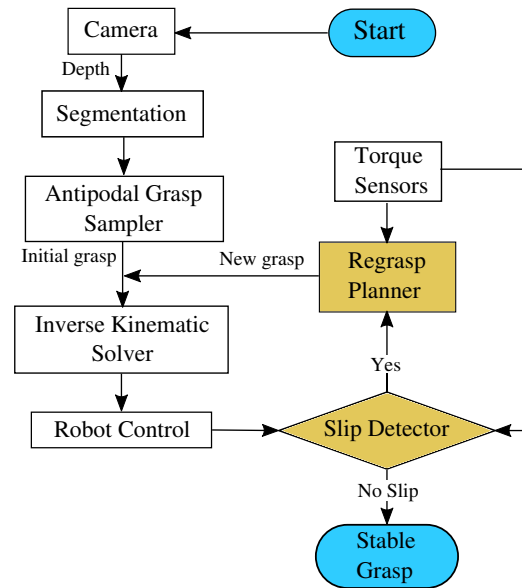 Camera
Start
Depth
Segmentation
Torque
Sensors
Antipodal Grasp
Sampler
Initial grasp
New grasp
Regrasp
Planner
Inverse Kinematic
Solver
Yes
Robot Control
Slip Detector
No Slip
Stable
Grasp